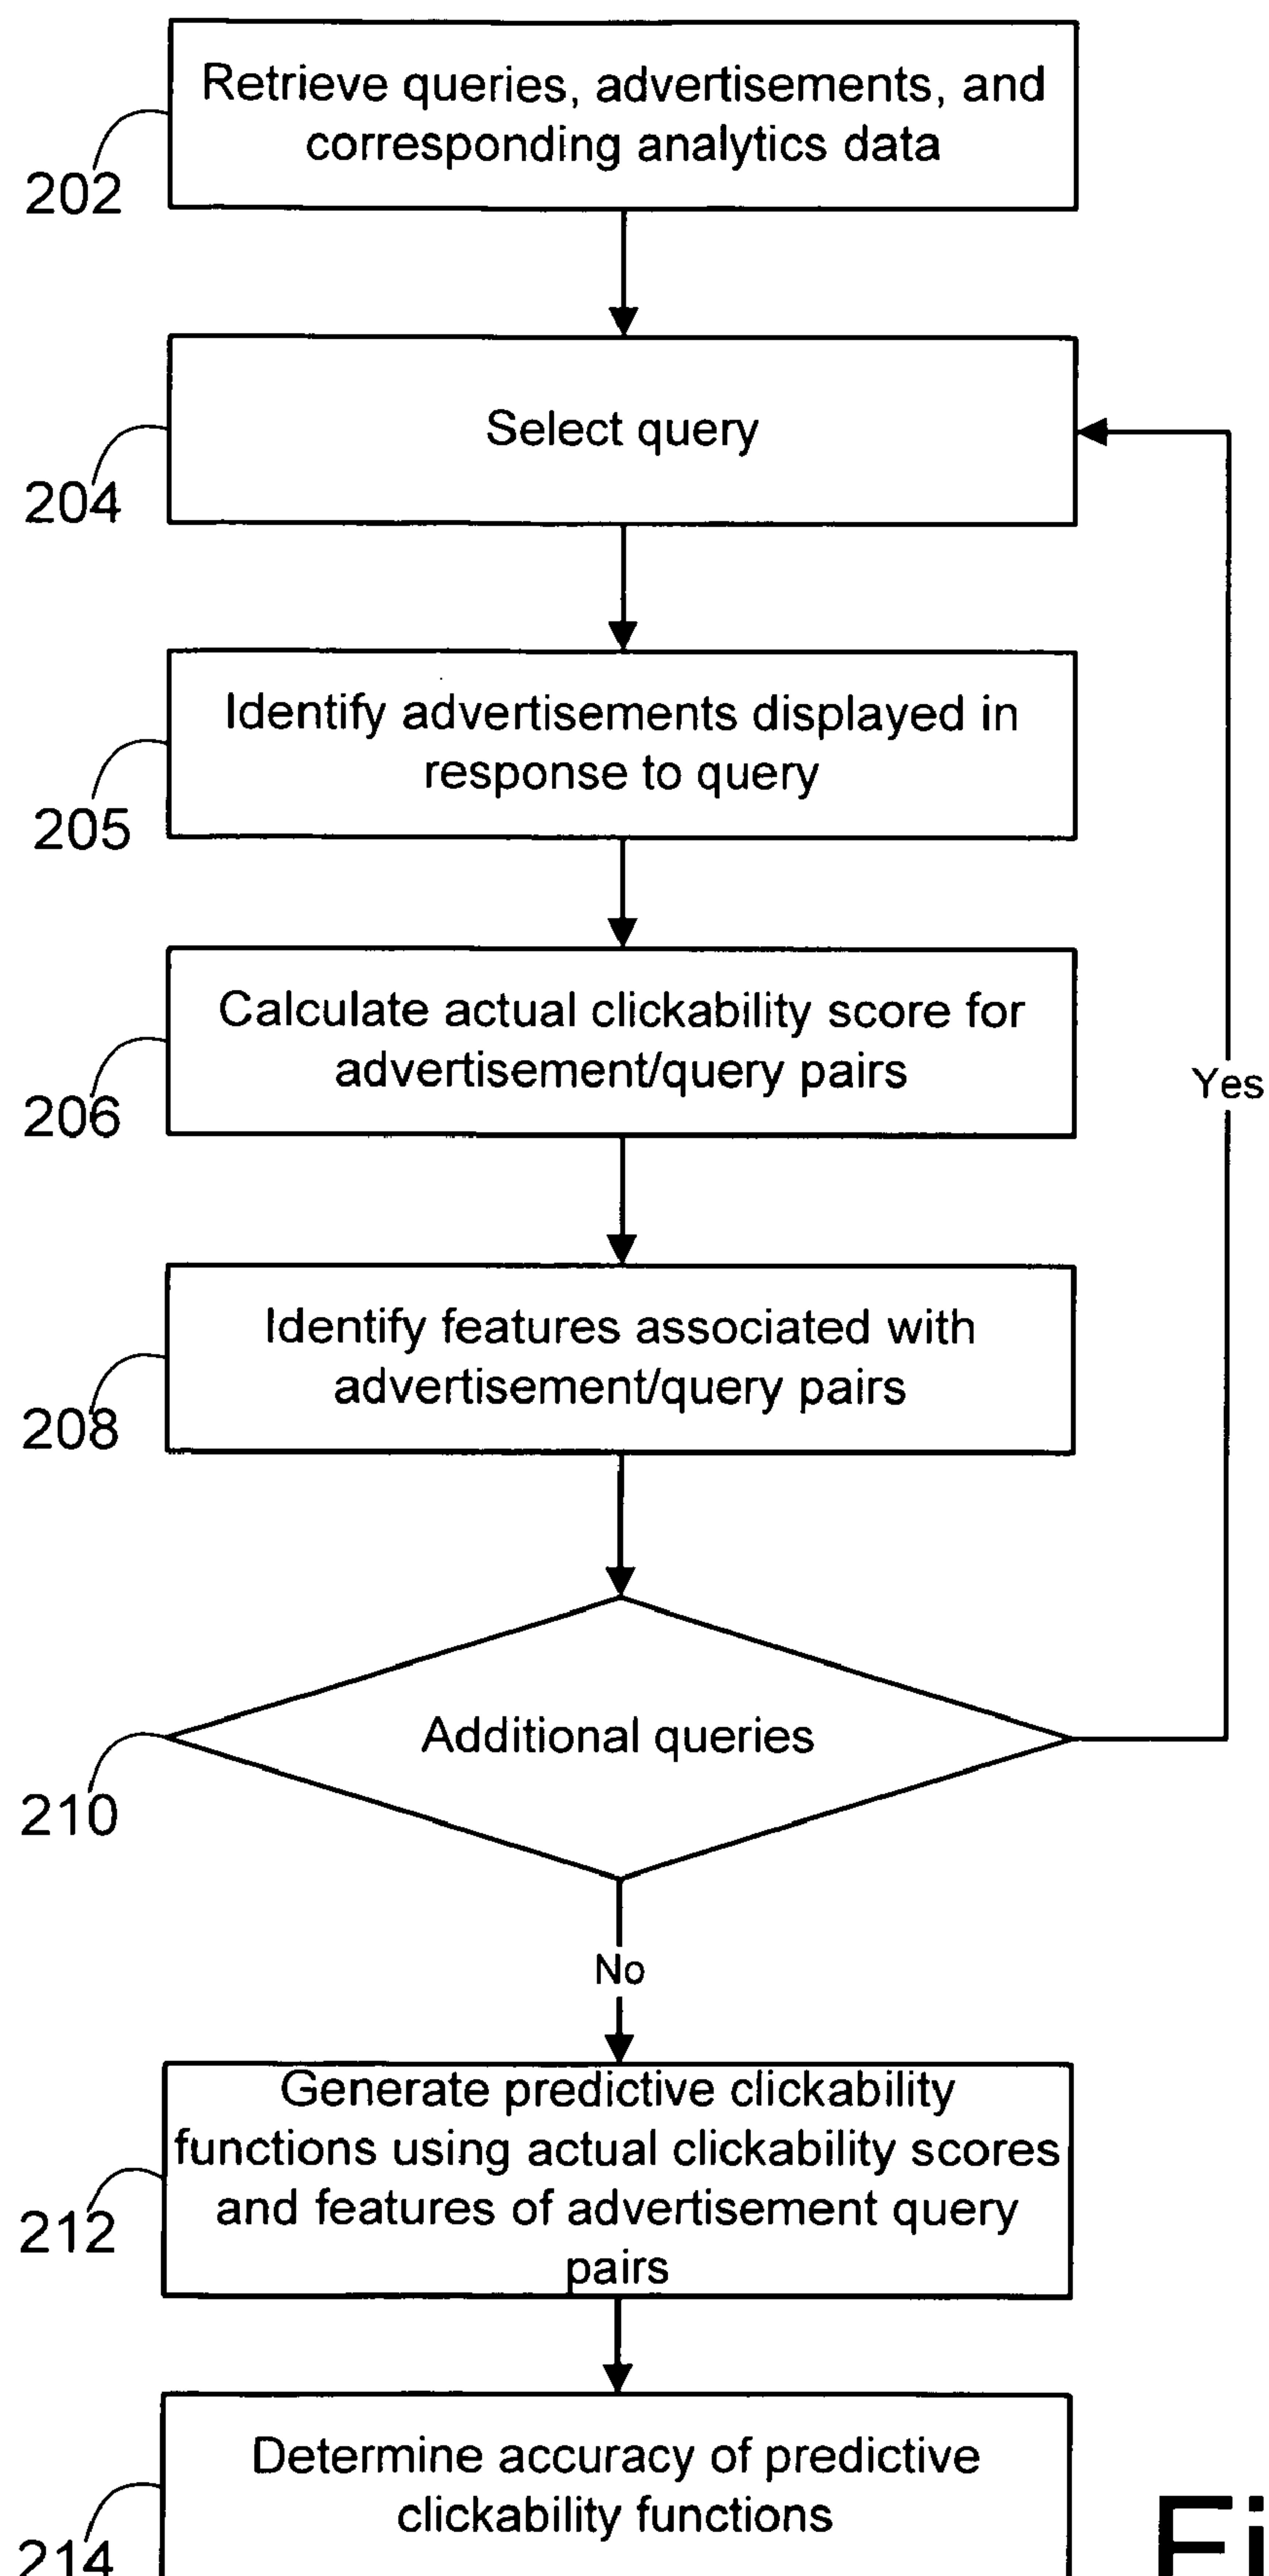 Retrieve queries, advertisements, and
corresponding analytics data
202
Select query
204
Identify advertisements displayed in
response to query
205
Calculate actual clickability score for
advertisement/query pairs
206
Yes
Identify features associated with
advertisement/query pairs
208
Additional queries
210
No
Generate predictive clickability
functions using actual clickability scores
and features of advertisement query
pairs
212
Determine accuracy of predictive
clickability functions
214
Fi